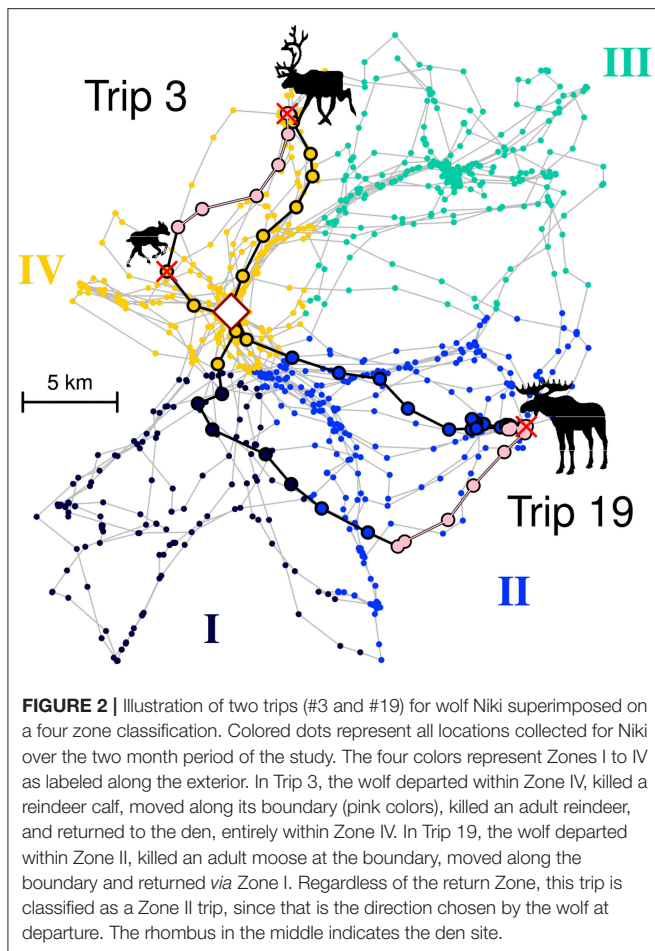 Trip 3
III
IV
5 km
Trip 19
II
I
FIGURE 2 | Illustration of two trips (#3 and #19) for wolf Niki superimposed on
a four zone classification. Colored dots represent all locations collected for Niki
over the two month period of the study. The four colors represent Zones I to IV
as labeled along the exterior. In Trip 3, the wolf departed within Zone IV, killed a
reindeer calf, moved along its boundary (pink colors), killed an adult reindeer,
and returned to the den, entirely within Zone IV. In Trip 19, the wolf departed
within Zone II, killed an adult moose at the boundary, moved along the
boundary and returned via Zone I. Regardless of the return Zone, this trip is
classified as a Zone II trip, since that is the direction chosen by the wolf at
departure. The rhombus in the middle indicates the den site.